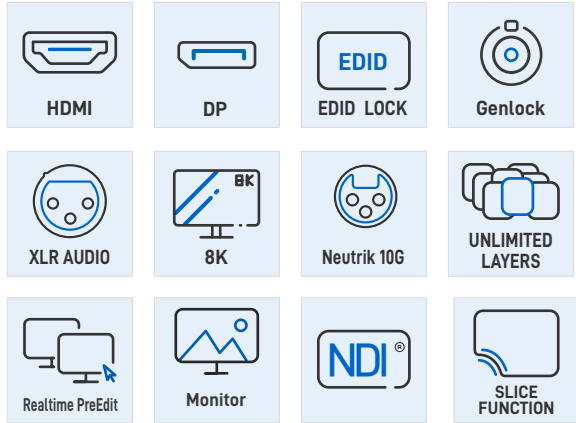 HDMI
DP
EDID
EDID LOCK
Genlock
XLR AUDIO
8K
8K
Neutrik 10G
UNLIMITED
LAYERS
Realtime PreEdit
Monitor
NDI®
SLICE
FUNCTION